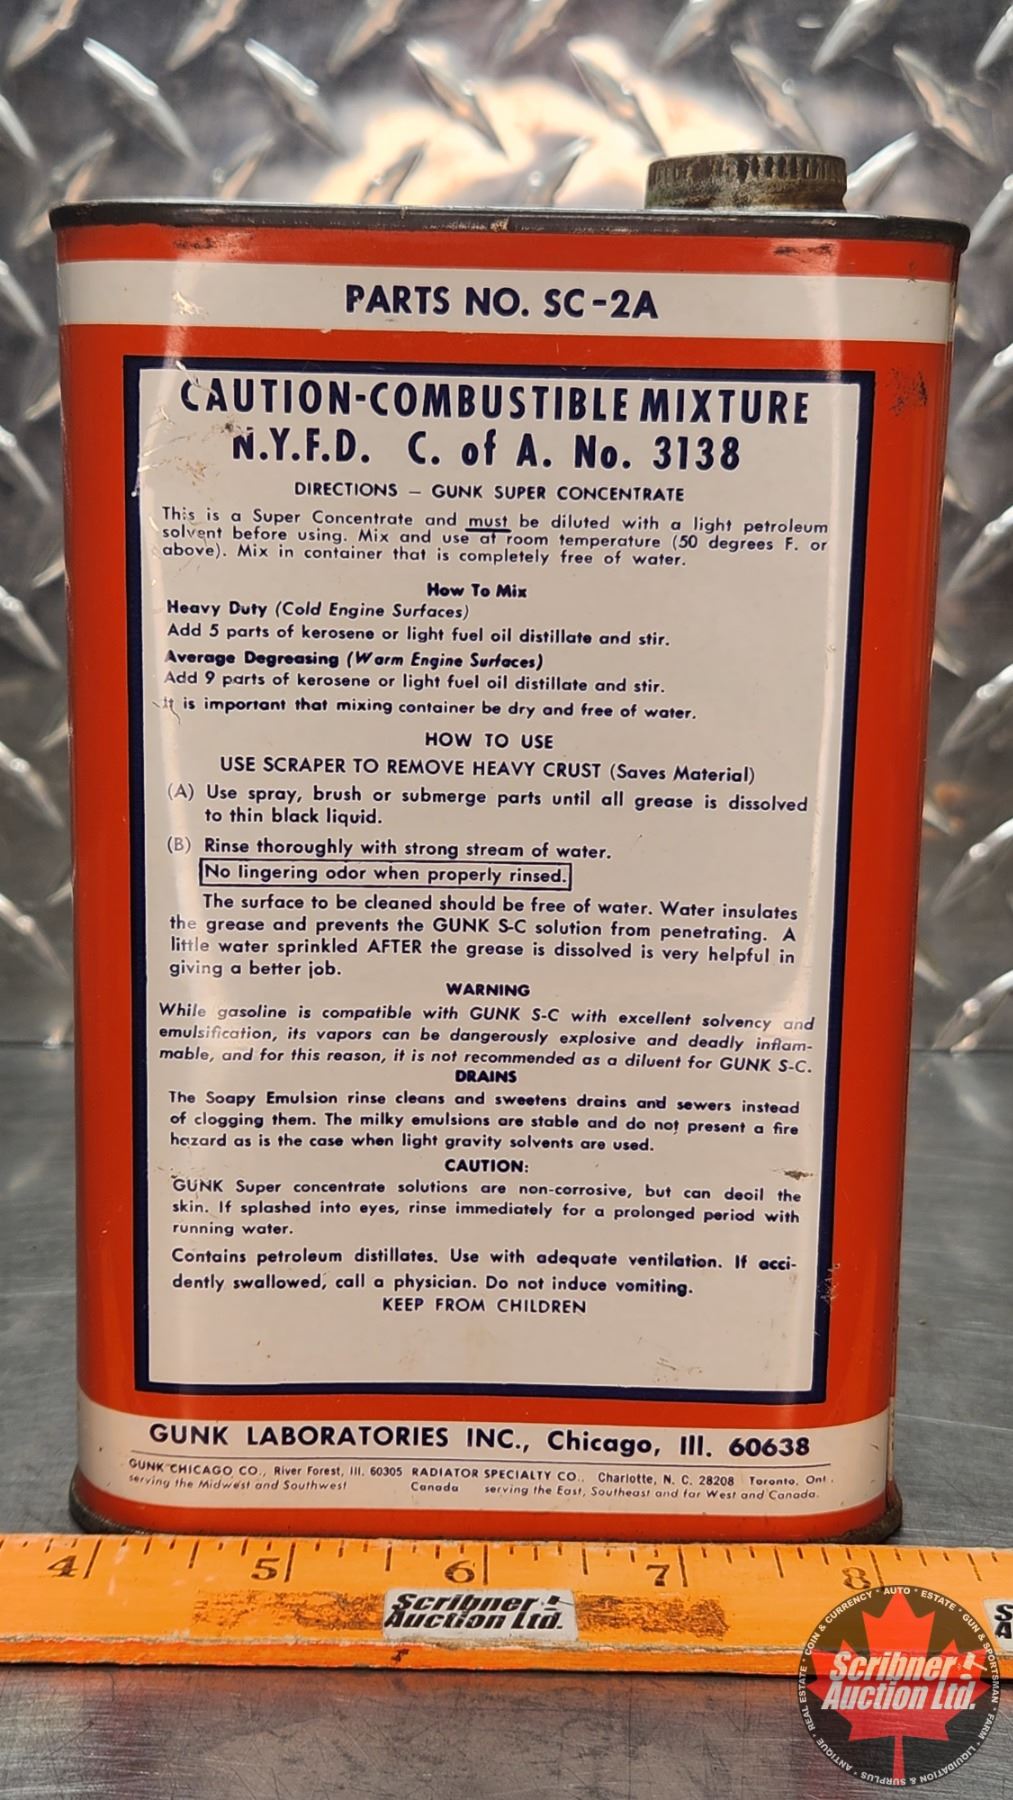 PARTS NO. SC-2A
CAUTION-COMBUSTIBLE MIXTURE
N.Y.F.D. C. of A. No. 3138
DIRECTIONS – GUNK SUPER CONCENTRATE
This is a Super Concentrate and must be diluted with a light petroleum
solvent before using. Mix and use at room temperature (50 degrees F. or
above). Mix in container that is completely free of water.
How To Mix
Heavy Duty (Cold Engine Surfaces)
Add 5 parts of kerosene or light fuel oil distillate and stir.
Average Degreasing (Warm Engine Surfaces)
Add 9 parts of kerosene or light fuel oil distillate and stir.
It is important that mixing container be dry and free of water.
HOW TO USE
USE SCRAPER TO REMOVE HEAVY CRUST (Saves Material)
(A) Use spray, brush or submerge parts until all grease is dissolved
to thin black liquid.
(B) Rinse thoroughly with strong stream of water.
No lingering odor when properly rinsed.
The surface to be cleaned should be free of water. Water insulates
the grease and prevents the GUNK S-C solution from penetrating. A
little water sprinkled AFTER the grease is dissolved is very helpful in
giving a better job.
WARNING
While gasoline is compatible with GUNK S-C with excellent solvency and
emulsification, its vapors can be dangerously explosive and deadly inflam-
mable, and for this reason, it is not recommended as a diluent for GUNK S-C.
DRAINS
The Soapy Emulsion rinse cleans and sweetens drains and sewers instead
of clogging them. The milky emulsions are stable and do not present a fire
hazard as is the case when light gravity solvents are used.
CAUTION:
GUNK Super concentrate solutions are non-corrosive, but can deoil the
skin. If splashed into eyes, rinse immediately for a prolonged period with
running water.
Contains petroleum distillates. Use with adequate ventilation. If acci-
dently swallowed, call a physician. Do not induce vomiting.
KEEP FROM CHILDREN
GUNK LABORATORIES INC., Chicago, Ill. 60638
GUNK CHICAGO CO., River Forest, Ill. 60305 RADIATOR SPECIALTY CO., Charlotte, N. C. 28208 Toronto, Ont.
serving the Midwest and Southwest Canada serving the East, Southeast and far West and Canada.
4 5 6 7 8
Scribner
Auction Ltd.
Scribner
Auction Ltd.
COIN & CURRENCY · AUTO · ESTATE · GUN & SPORTSMAN · FARM · LIQUIDATION & SURPLUS · ANTIQUE · REAL ESTATE